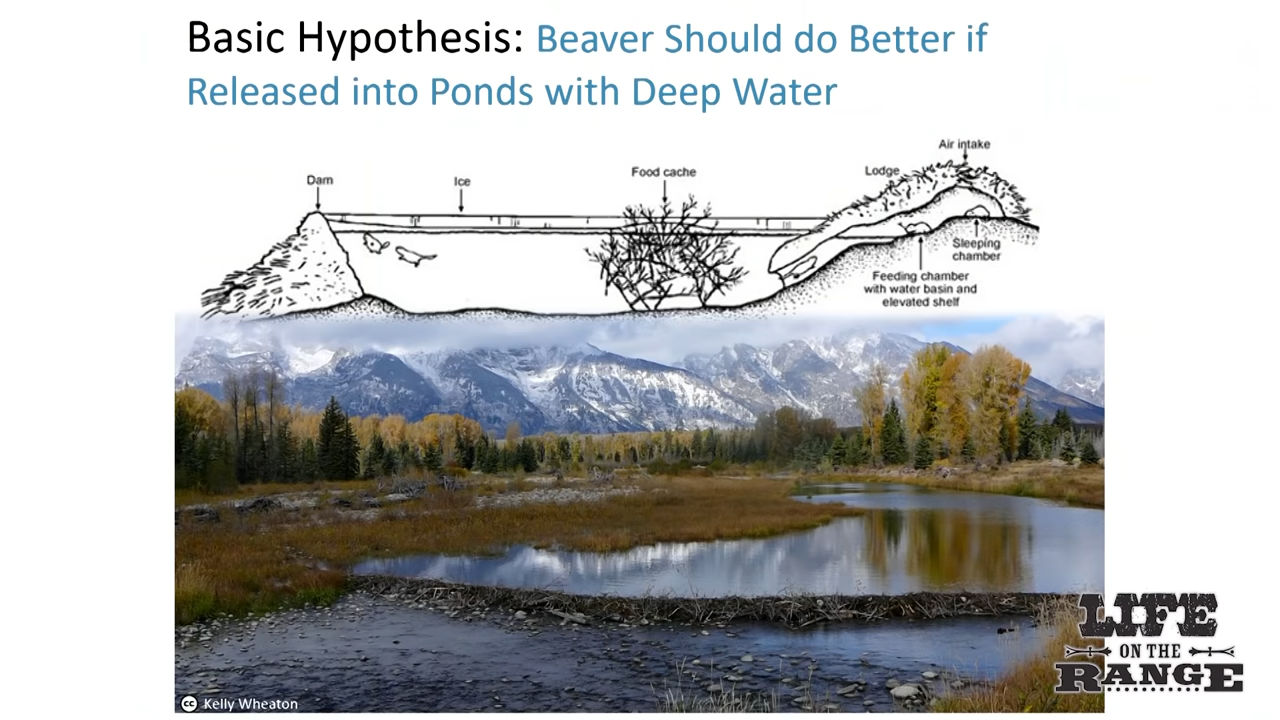 Basic Hypothesis: Beaver Should do Better if
Released into Ponds with Deep Water
Air intake
Food cache
Lodge
Dam
Ice
Sleeping
chamber
Feeding chamber
with water basin and
elevated shelf
LIFE
ON THE
RANGE
cc Kelly Wheaton